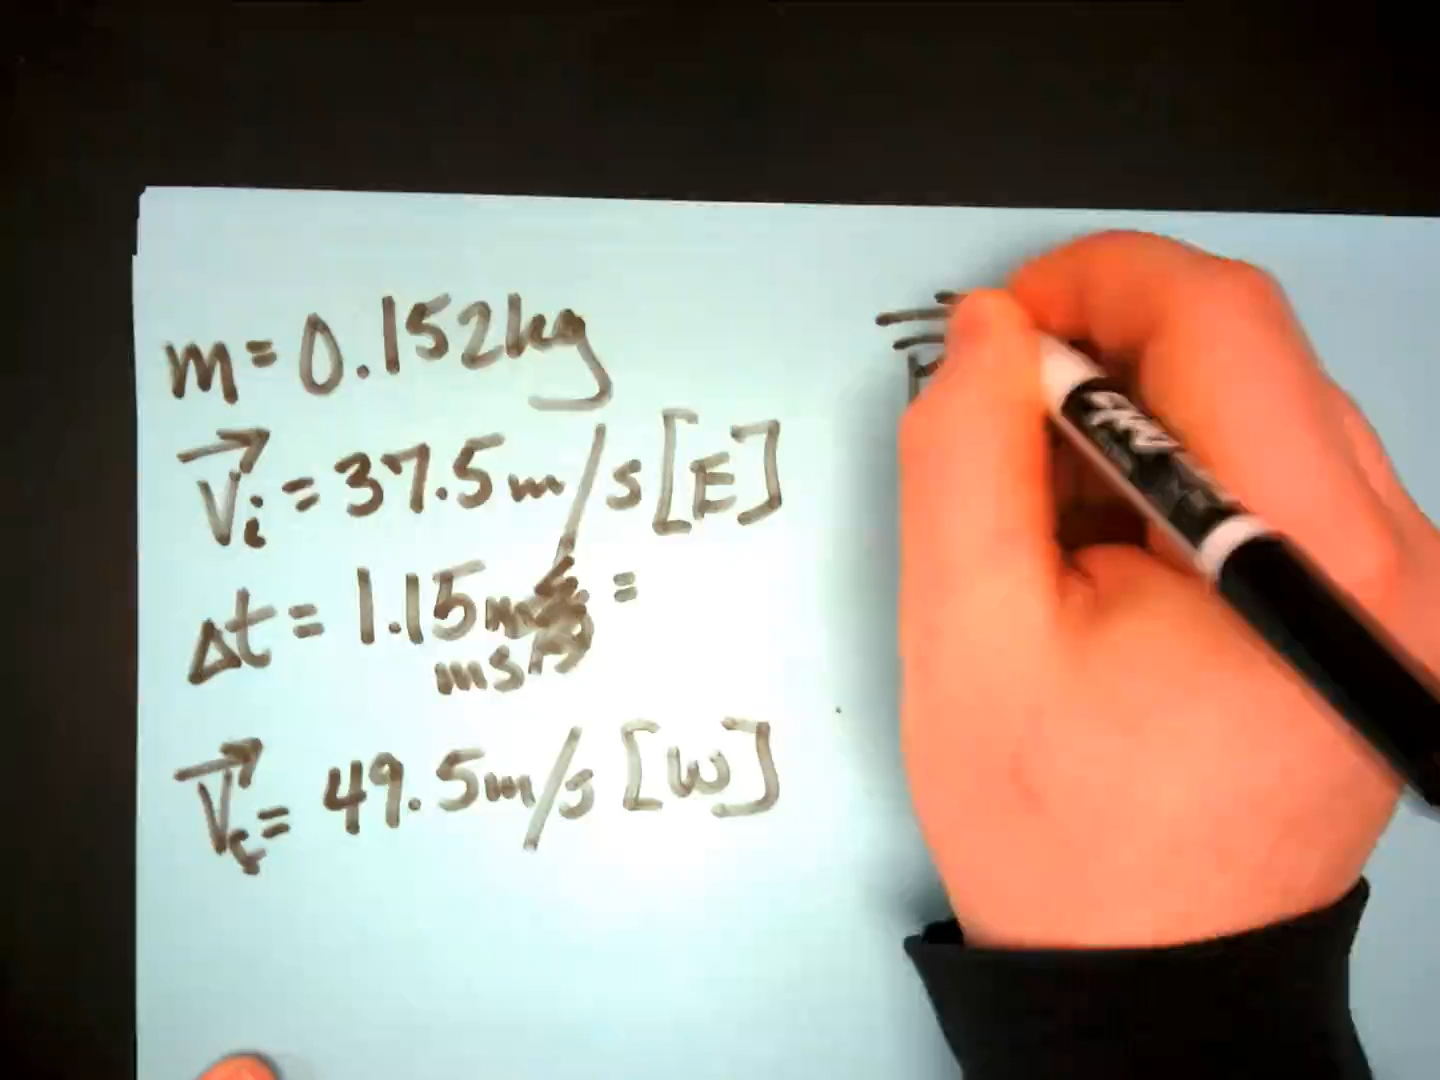 m = 0.152kg
V⃗i = 37.5 m/s [E]
Δt = 1.15 =
ms
V⃗f = 49.5 m/s [W]